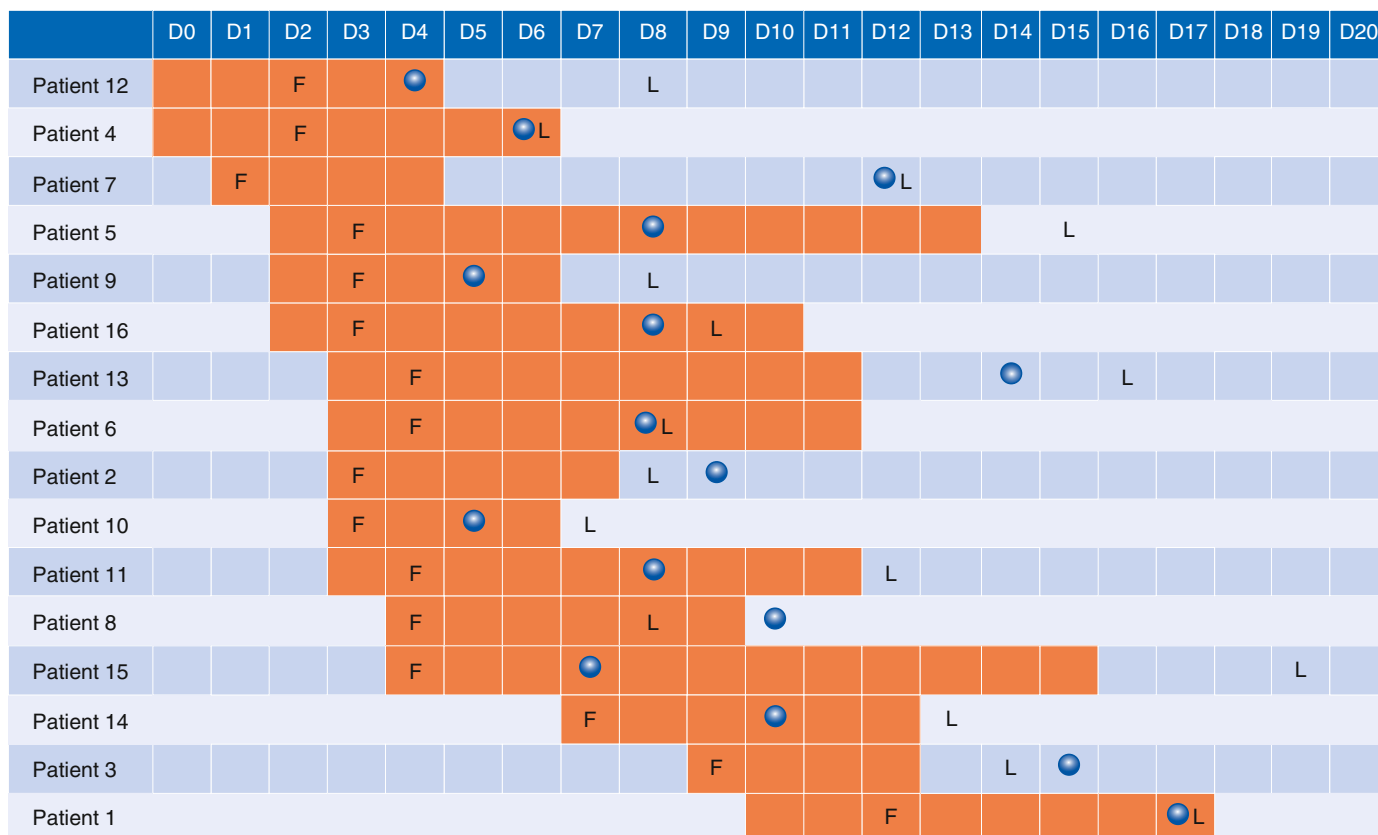 D0 D1 D2 D3 D4 D5 D6 D7 D8 D9 D10 D11 D12 D13 D14 D15 D16 D17 D18 D19 D20
Patient 12 F L
Patient 4 F L
Patient 7 F L
Patient 5 F L
Patient 9 F L
Patient 16 F L
Patient 13 F L
Patient 6 F L
Patient 2 F L
Patient 10 F L
Patient 11 F L
Patient 8 F L
Patient 15 F L
Patient 14 F L
Patient 3 F L
Patient 1 F L